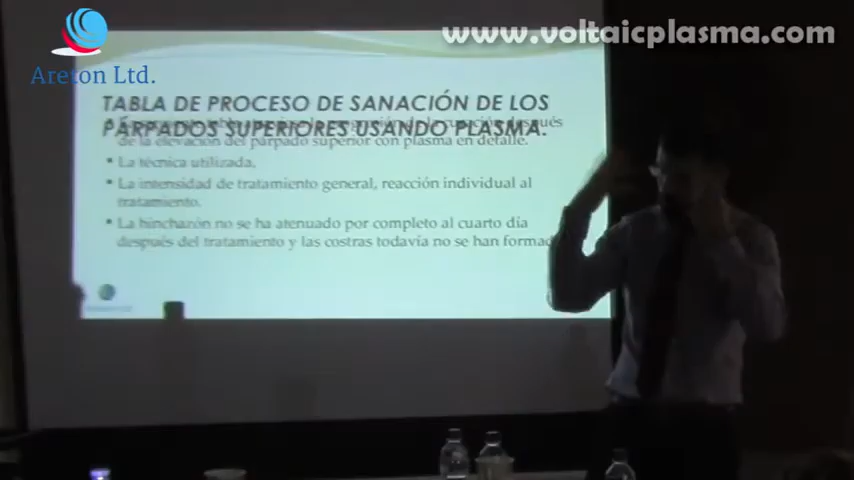 www.voltaicplasma.com
Areton Ltd.
TABLA DE PROCESO DE SANACIÓN DE LOS
PÁRPADOS SUPERIORES USANDO PLASMA.
de la elevación del párpado superior con plasma en detalle.
• La técnica utilizada,
• La intensidad de tratamiento general, reacción individual al
tratamiento.
• La hinchazón no se ha atenuado por completo al cuarto día
después del tratamiento y las costras todavía no se han formad